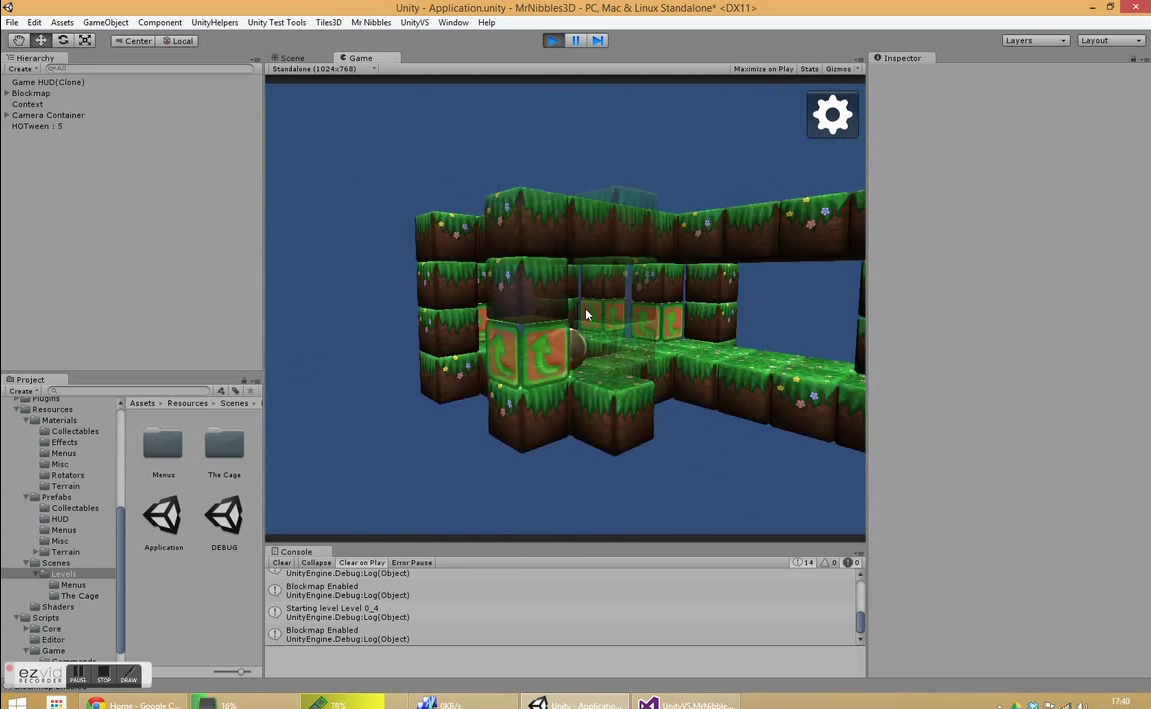 Unity - Application.unity - MrNibbles3D - PC, Mac & Linux Standalone* <DX11>
File Edit Assets GameObject Component UnityHelpers Unity Test Tools Tiles3D Mr Nibbles UnityVS Window Help
Center Local Layers Layout
Hierarchy
Create All
Game HUD(Clone)
Blockmap
Context
Camera Container
HOTween : 5
Scene Game
Standalone (1024x768) Maximize on Play Stats Gizmos
Inspector
Project
Create
Plugins
Resources
Materials
Collectables
Effects
Menus
Misc
Rotators
Terrain
Prefabs
Collectables
HUD
Menus
Misc
Terrain
Scenes
Levels
Menus
The Cage
Shaders
Scripts
Core
Editor
Game
Assets Resources Scenes
Menus The Cage
Application DEBUG
Console
Clear Collapse Clear on Play Error Pause 14 0 0
UnityEngine.Debug:Log(Object)
Blockmap Enabled
UnityEngine.Debug:Log(Object)
Starting level Level 0_4
UnityEngine.Debug:Log(Object)
Blockmap Enabled
UnityEngine.Debug:Log(Object)
ezvid
RECORDER
PAUSE STOP DRAW
Home - Google C... 16% 78% 0KB/s Unity - Applicatio... UnityVS.MrNibble... 17:40